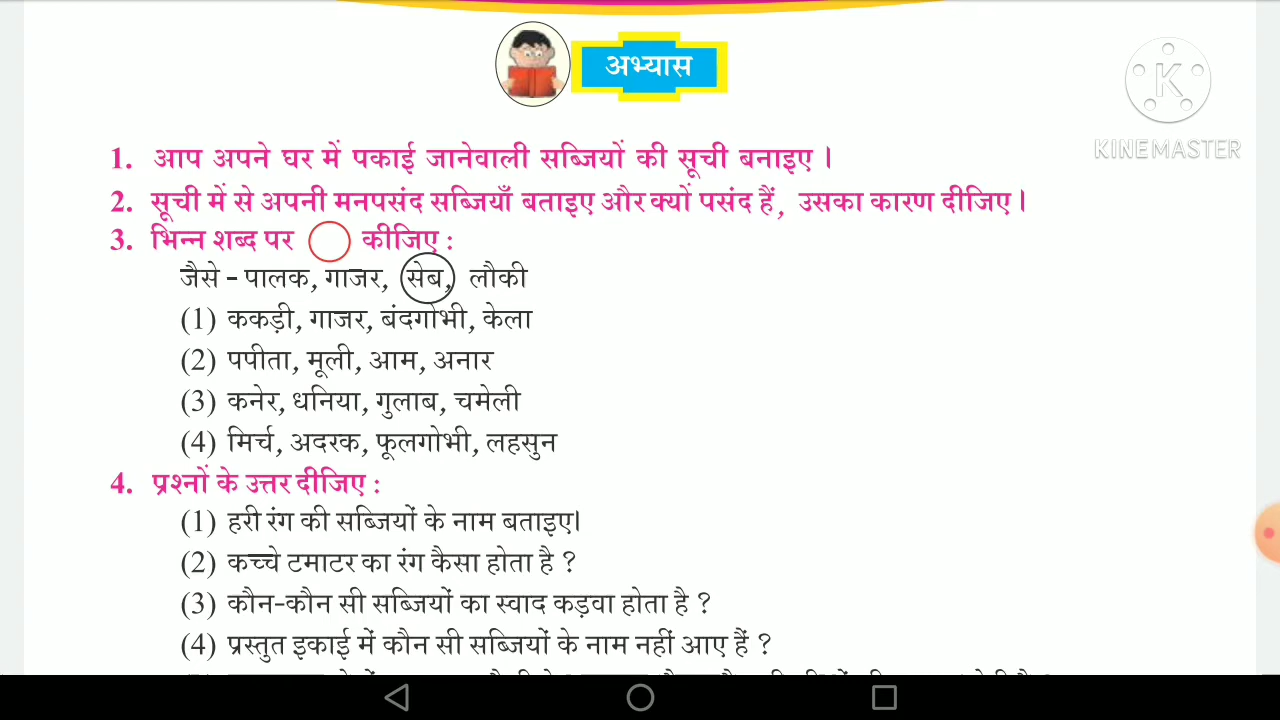 अभ्यास
K
KINEMASTER
1. आप अपने घर में पकाई जानेवाली सब्जियों की सूची बनाइए ।
2. सूची में से अपनी मनपसंद सब्जियाँ बताइए और क्यों पसंद हैं, उसका कारण दीजिए ।
3. भिन्न शब्द पर कीजिए :
जैसे - पालक, गाजर, सेब, लौकी
(1) ककड़ी, गाजर, बंदगोभी, केला
(2) पपीता, मूली, आम, अनार
(3) कनेर, धनिया, गुलाब, चमेली
(4) मिर्च, अदरक, फूलगोभी, लहसुन
4. प्रश्नों के उत्तर दीजिए :
(1) हरी रंग की सब्जियों के नाम बताइए।
(2) कच्चे टमाटर का रंग कैसा होता है ?
(3) कौन-कौन सी सब्जियों का स्वाद कड़वा होता है ?
(4) प्रस्तुत इकाई में कौन सी सब्जियों के नाम नहीं आए हैं ?